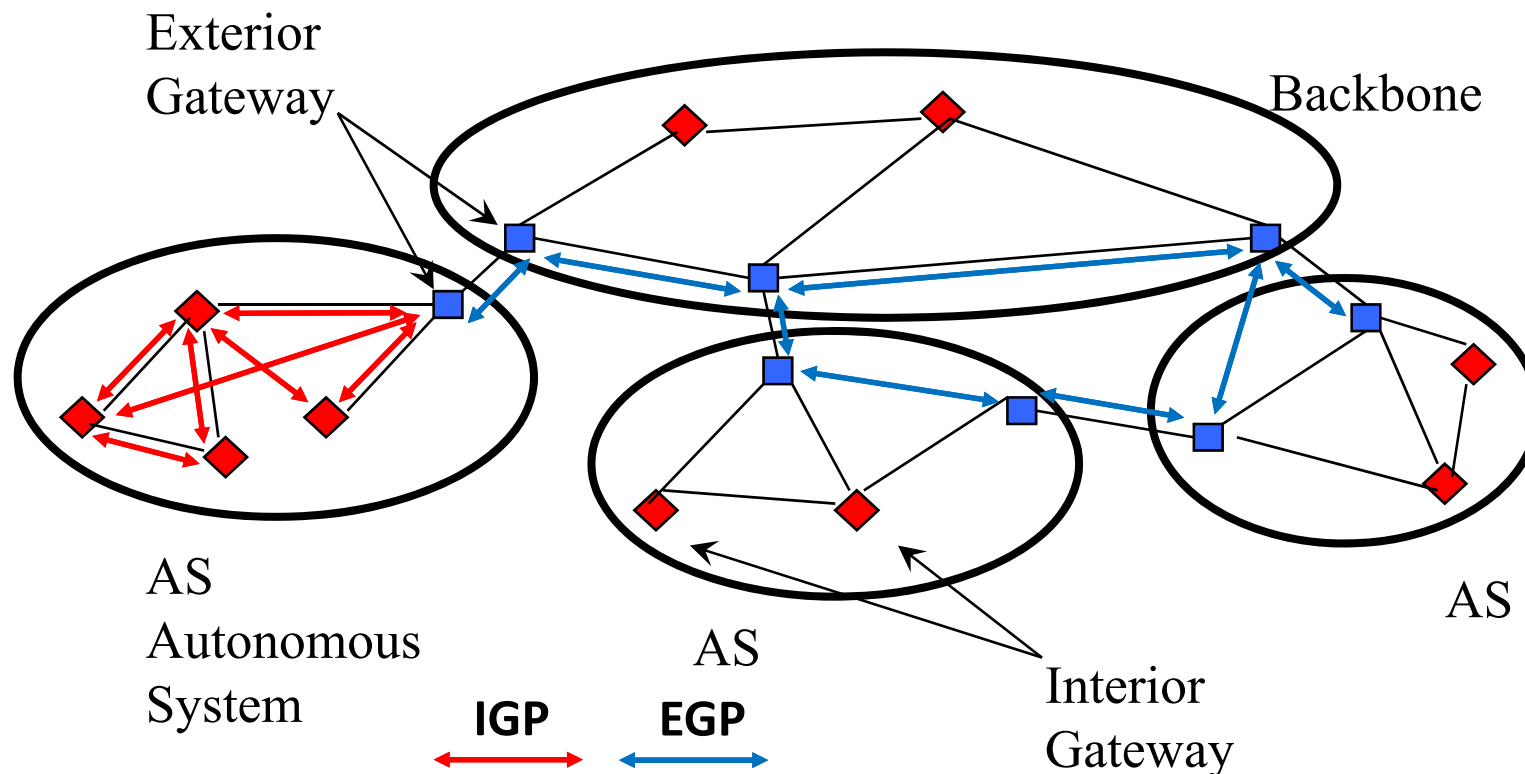 Exterior
Gateway
Backbone
AS
Autonomous
System
AS
AS
Interior
Gateway
IGP
EGP